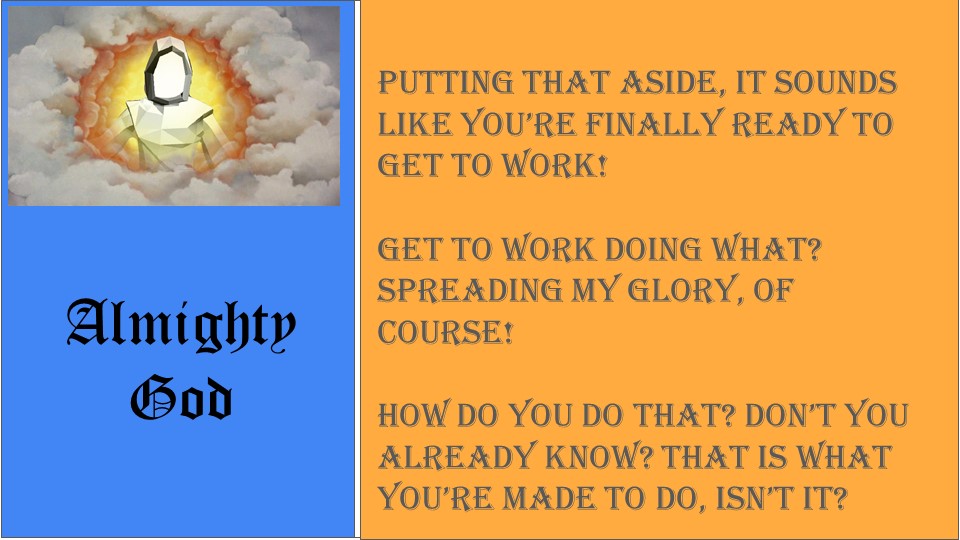 Almighty
God
PUTTING THAT ASIDE, IT SOUNDS
LIKE YOU’RE FINALLY READY TO
GET TO WORK!
GET TO WORK DOING WHAT?
SPREADING MY GLORY, OF
COURSE!
HOW DO YOU DO THAT? DON’T YOU
ALREADY KNOW? THAT IS WHAT
YOU’RE MADE TO DO, ISN’T IT?